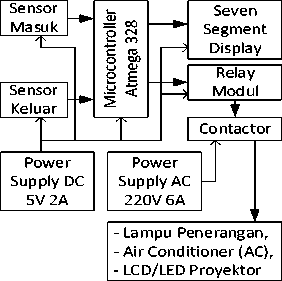 Sensor
Masuk
Microcontroller
Atmega 328
Seven
Segment
Display
Sensor
Keluar
Relay
Modul
Contactor
Power
Supply DC
5V 2A
Power
Supply AC
220V 6A
- Lampu Penerangan,
- Air Conditioner (AC),
- LCD/LED Proyektor